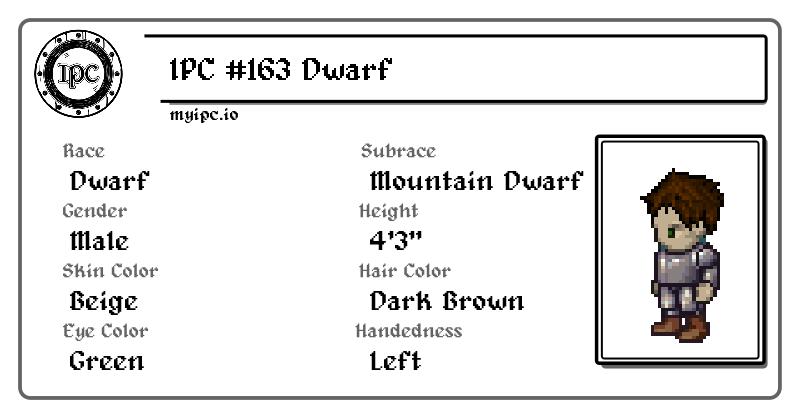 IPC
IPC #163 Dwarf
myipc.io
Race
Dwarf
Subrace
Mountain Dwarf
Gender
Male
Height
4'3"
Skin Color
Beige
Hair Color
Dark Brown
Eye Color
Green
Handedness
Left